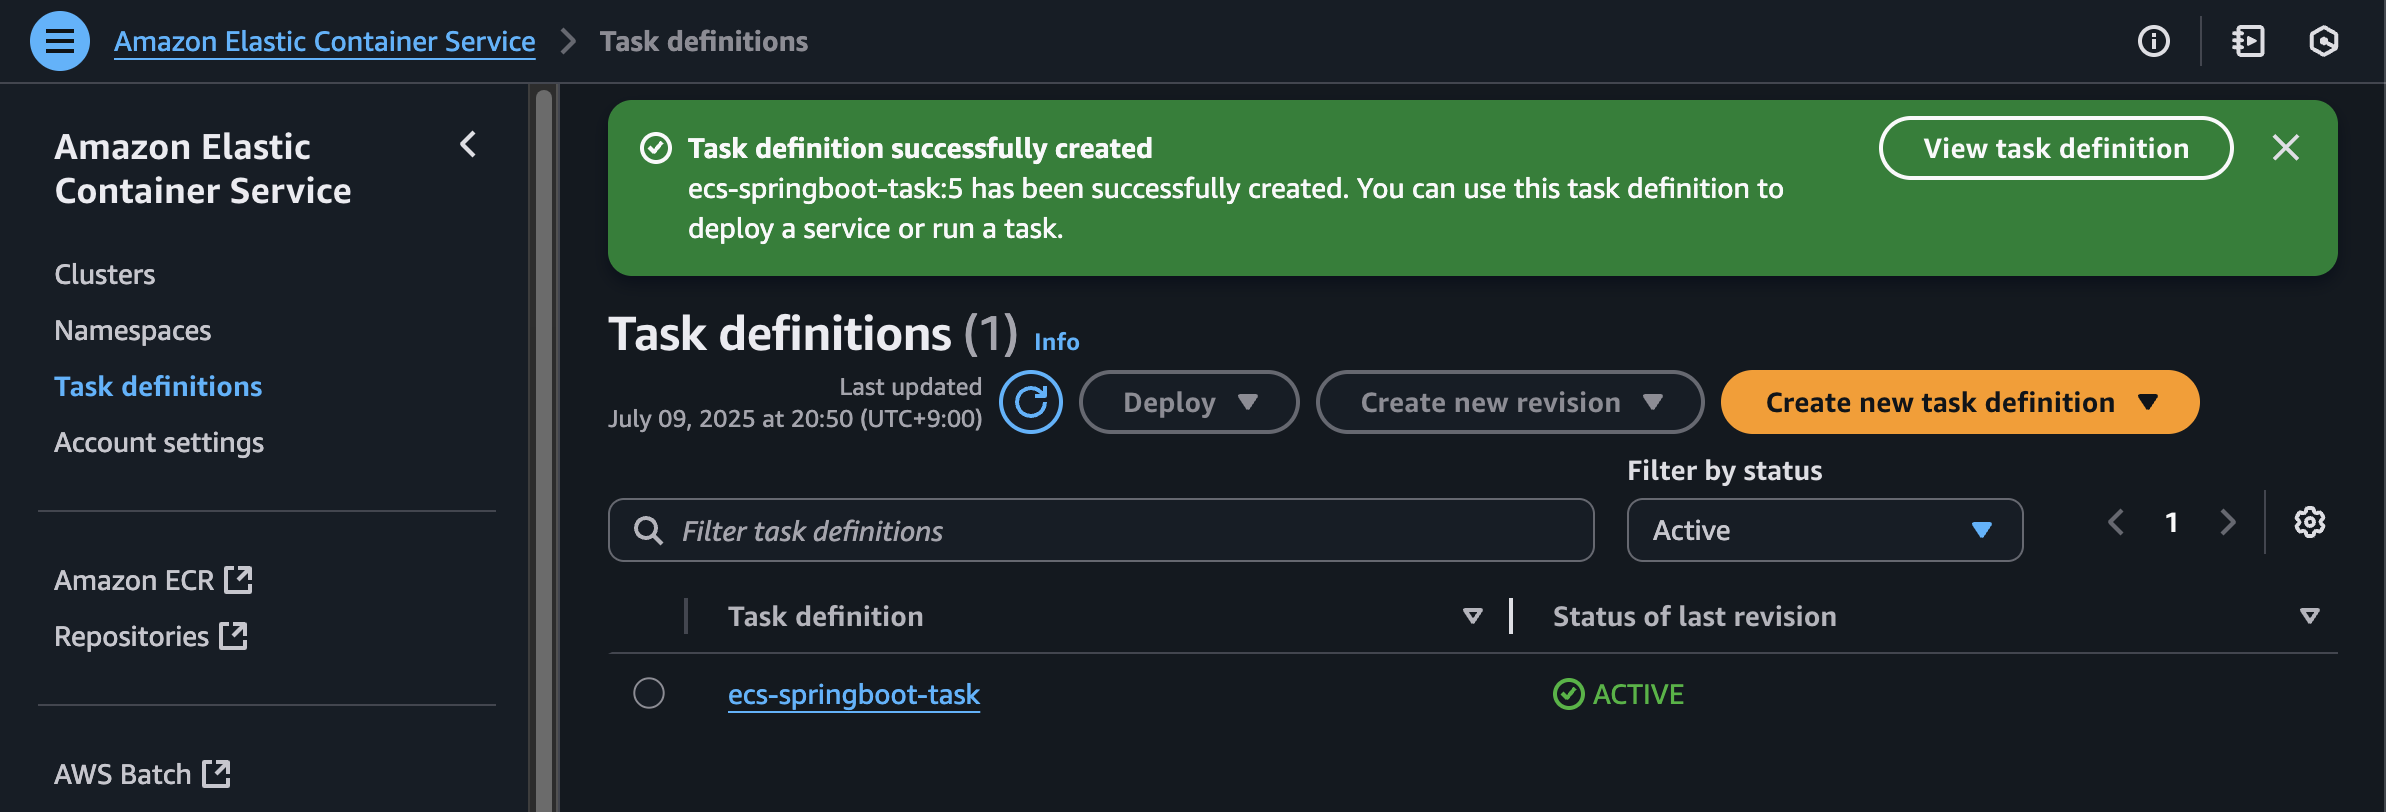 Amazon Elastic Container Service
Task definitions
Amazon Elastic
Container Service
Clusters
Namespaces
Task definitions
Account settings
Amazon ECR
Repositories
AWS Batch
Task definition successfully created
ecs-springboot-task:5 has been successfully created. You can use this task definition to
deploy a service or run a task.
View task definition
Task definitions (1) Info
Last updated
July 09, 2025 at 20:50 (UTC+9:00)
Deploy
Create new revision
Create new task definition
Filter by status
Filter task definitions
Active
1
Task definition
Status of last revision
ecs-springboot-task
ACTIVE